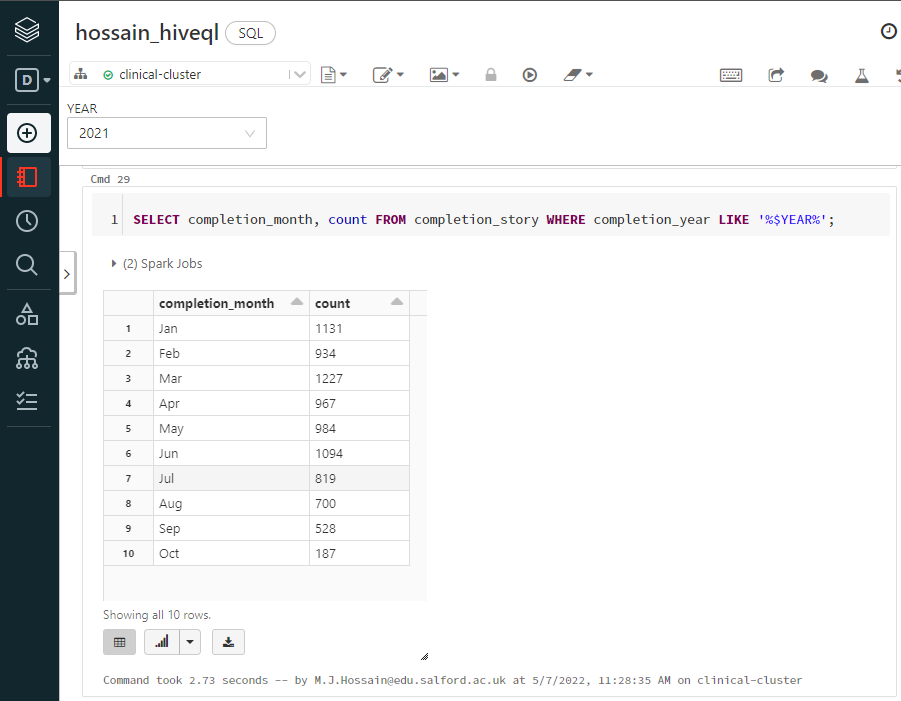 hossain_hiveql SQL
D clinical-cluster
YEAR
2021
Cmd 29
1 SELECT completion_month, count FROM completion_story WHERE completion_year LIKE '%$YEAR%';
(2) Spark Jobs
completion_month count
1 Jan 1131
2 Feb 934
3 Mar 1227
4 Apr 967
5 May 984
6 Jun 1094
7 Jul 819
8 Aug 700
9 Sep 528
10 Oct 187
Showing all 10 rows.
Command took 2.73 seconds -- by M.J.Hossain@edu.salford.ac.uk at 5/7/2022, 11:28:35 AM on clinical-cluster